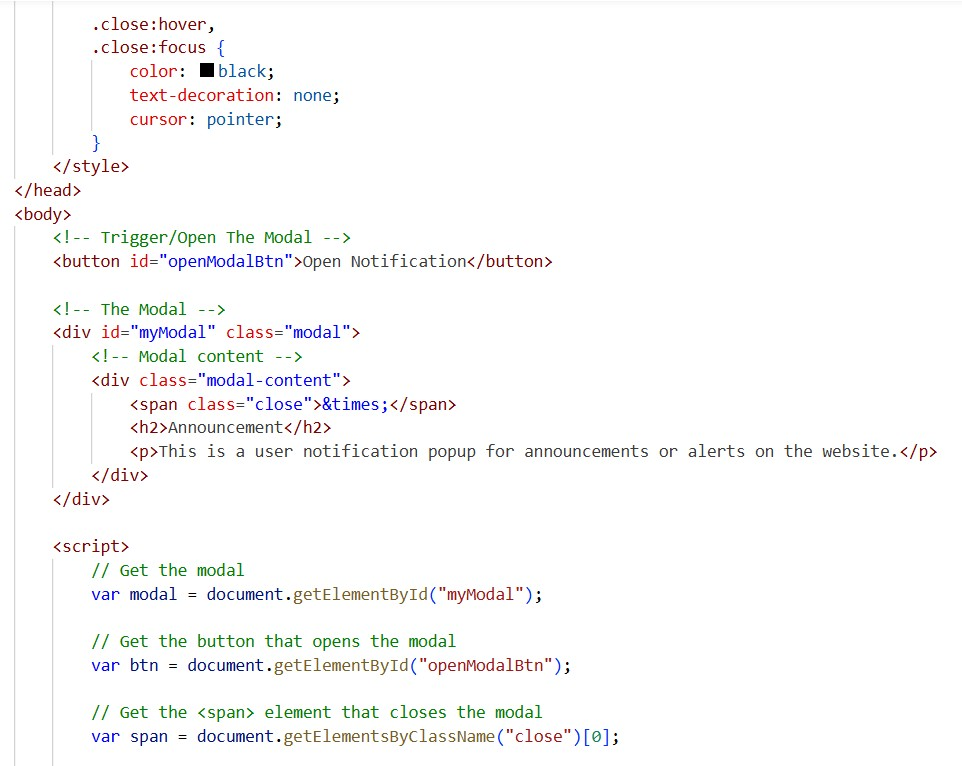 .close:hover,
.close:focus {
color: black;
text-decoration: none;
cursor: pointer;
}
</style>
</head>
<body>
<!-- Trigger/Open The Modal -->
<button id="openModalBtn">Open Notification</button>
<!-- The Modal -->
<div id="myModal" class="modal">
<!-- Modal content -->
<div class="modal-content">
<span class="close">&times;</span>
<h2>Announcement</h2>
<p>This is a user notification popup for announcements or alerts on the website.</p>
</div>
</div>
<script>
// Get the modal
var modal = document.getElementById("myModal");
// Get the button that opens the modal
var btn = document.getElementById("openModalBtn");
// Get the <span> element that closes the modal
var span = document.getElementsByClassName("close")[0];